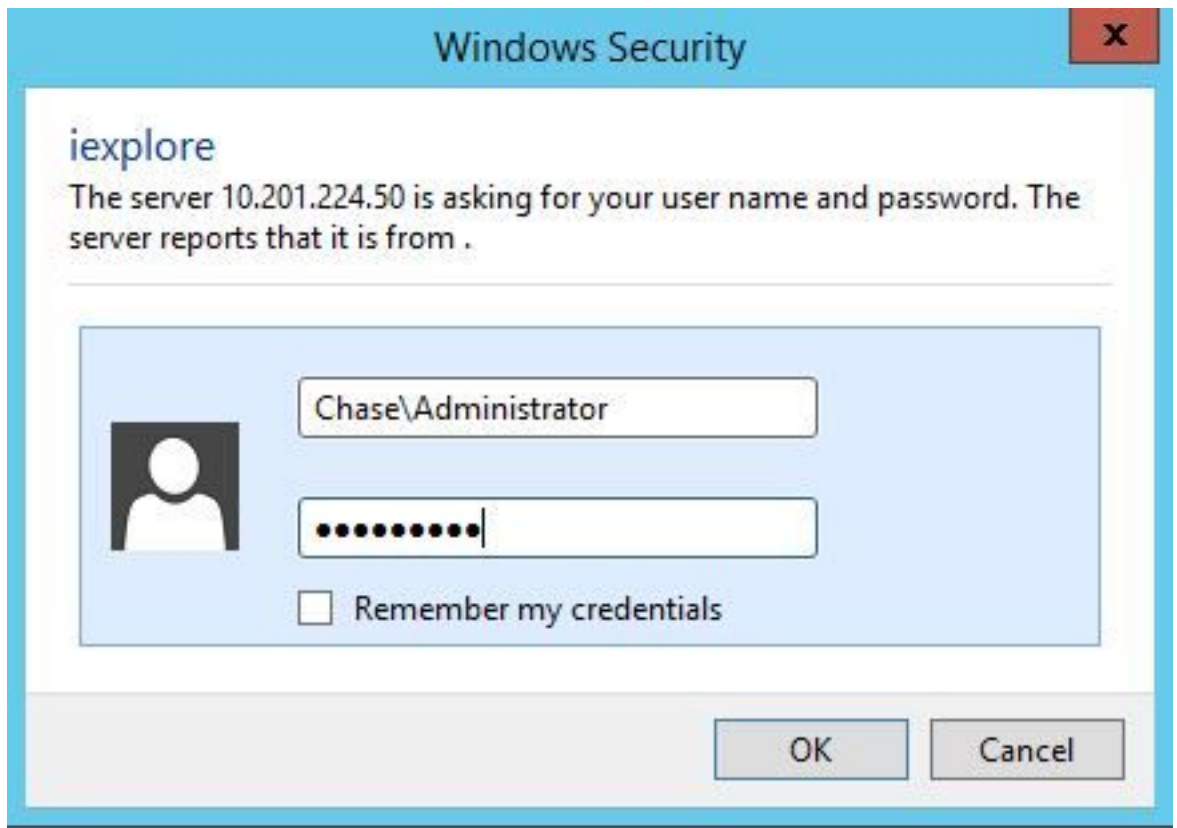 Windows Security
x
iexplore
The server 10.201.224.50 is asking for your user name and password. The
server reports that it is from .
Chase\Administrator
●●●●●●●●●
Remember my credentials
OK
Cancel